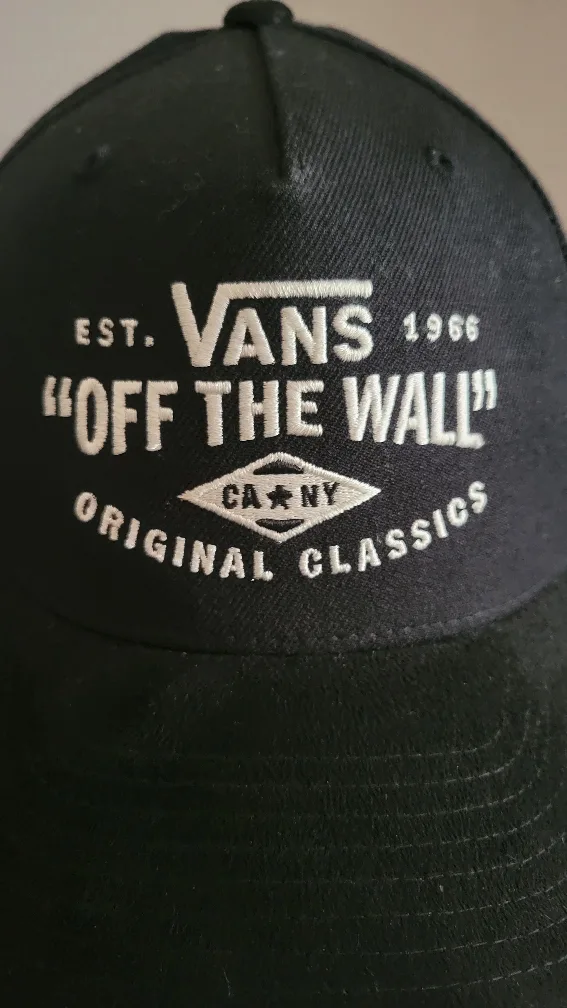 EST. VANS 1966
“OFF THE WALL”
CA★NY
ORIGINAL CLASSICS